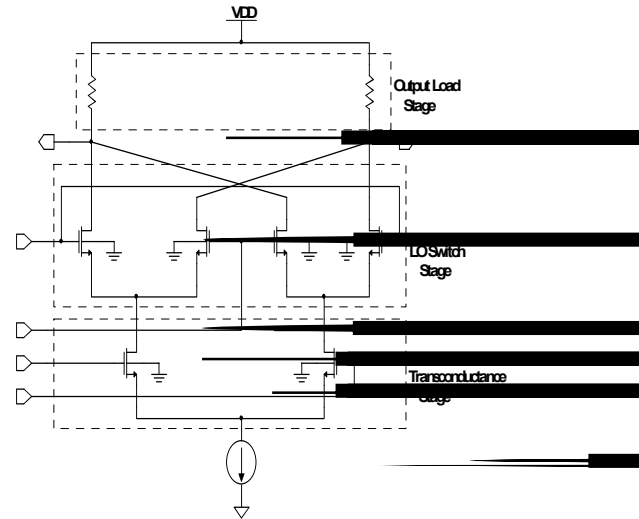 VDD
Output Load
Stage
LO Switch
Stage
Transconductance
Stage